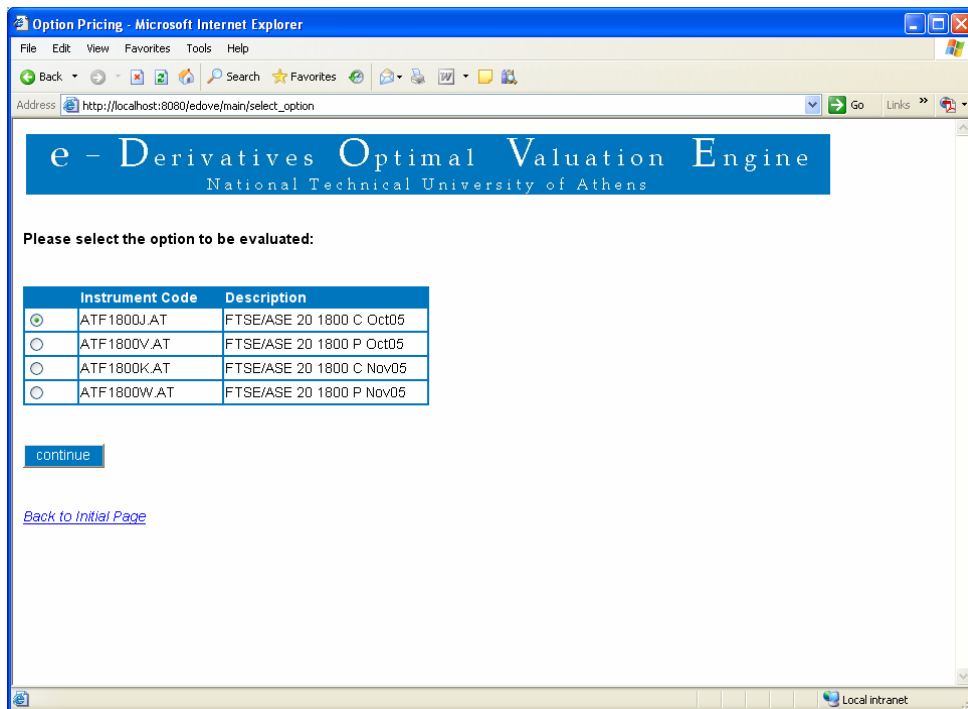 Option Pricing - Microsoft Internet Explorer
File Edit View Favorites Tools Help
Back Search Favorites W
Address http://localhost:8080/edove/main/select_option Go Links »
e - Derivatives Optimal Valuation Engine
National Technical University of Athens
Please select the option to be evaluated:
Instrument Code Description
ATF1800J.AT FTSE/ASE 20 1800 C Oct05
ATF1800V.AT FTSE/ASE 20 1800 P Oct05
ATF1800K.AT FTSE/ASE 20 1800 C Nov05
ATF1800W.AT FTSE/ASE 20 1800 P Nov05
continue
Back to Initial Page
Local intranet